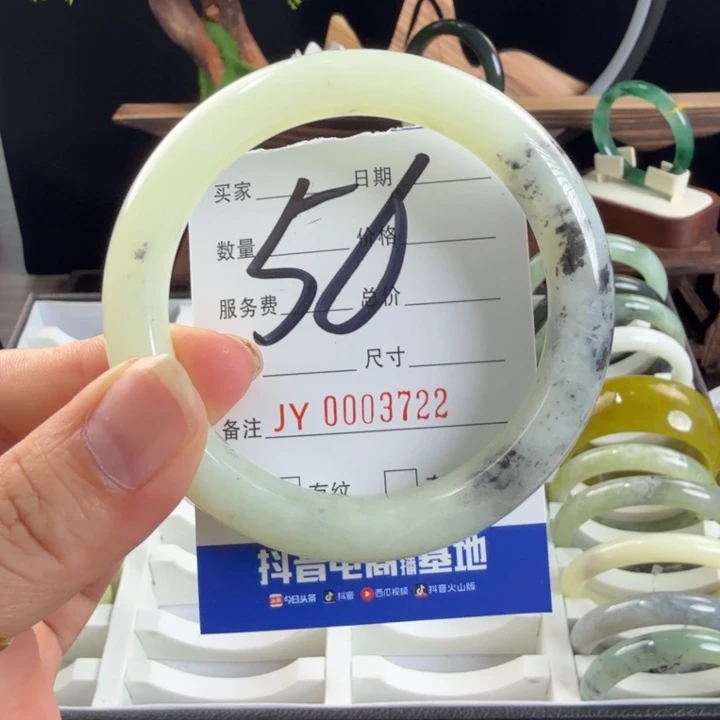 买家 日期
50
数量 价格
服务费 总价
尺寸
备注 JY 0003722
有纹
抖音电商直播基地
今日头条 抖音 西瓜视频 抖音火山版